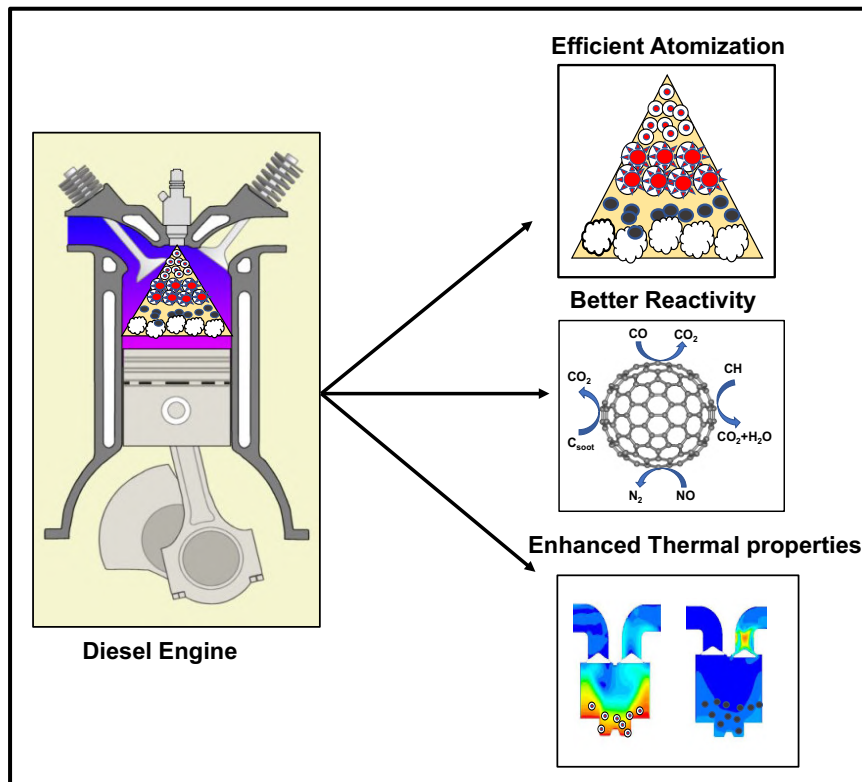 Efficient Atomization
Better Reactivity
CO
CO2
CO2
CH
Csoot
CO2+H2O
N2
NO
Enhanced Thermal properties
Diesel Engine